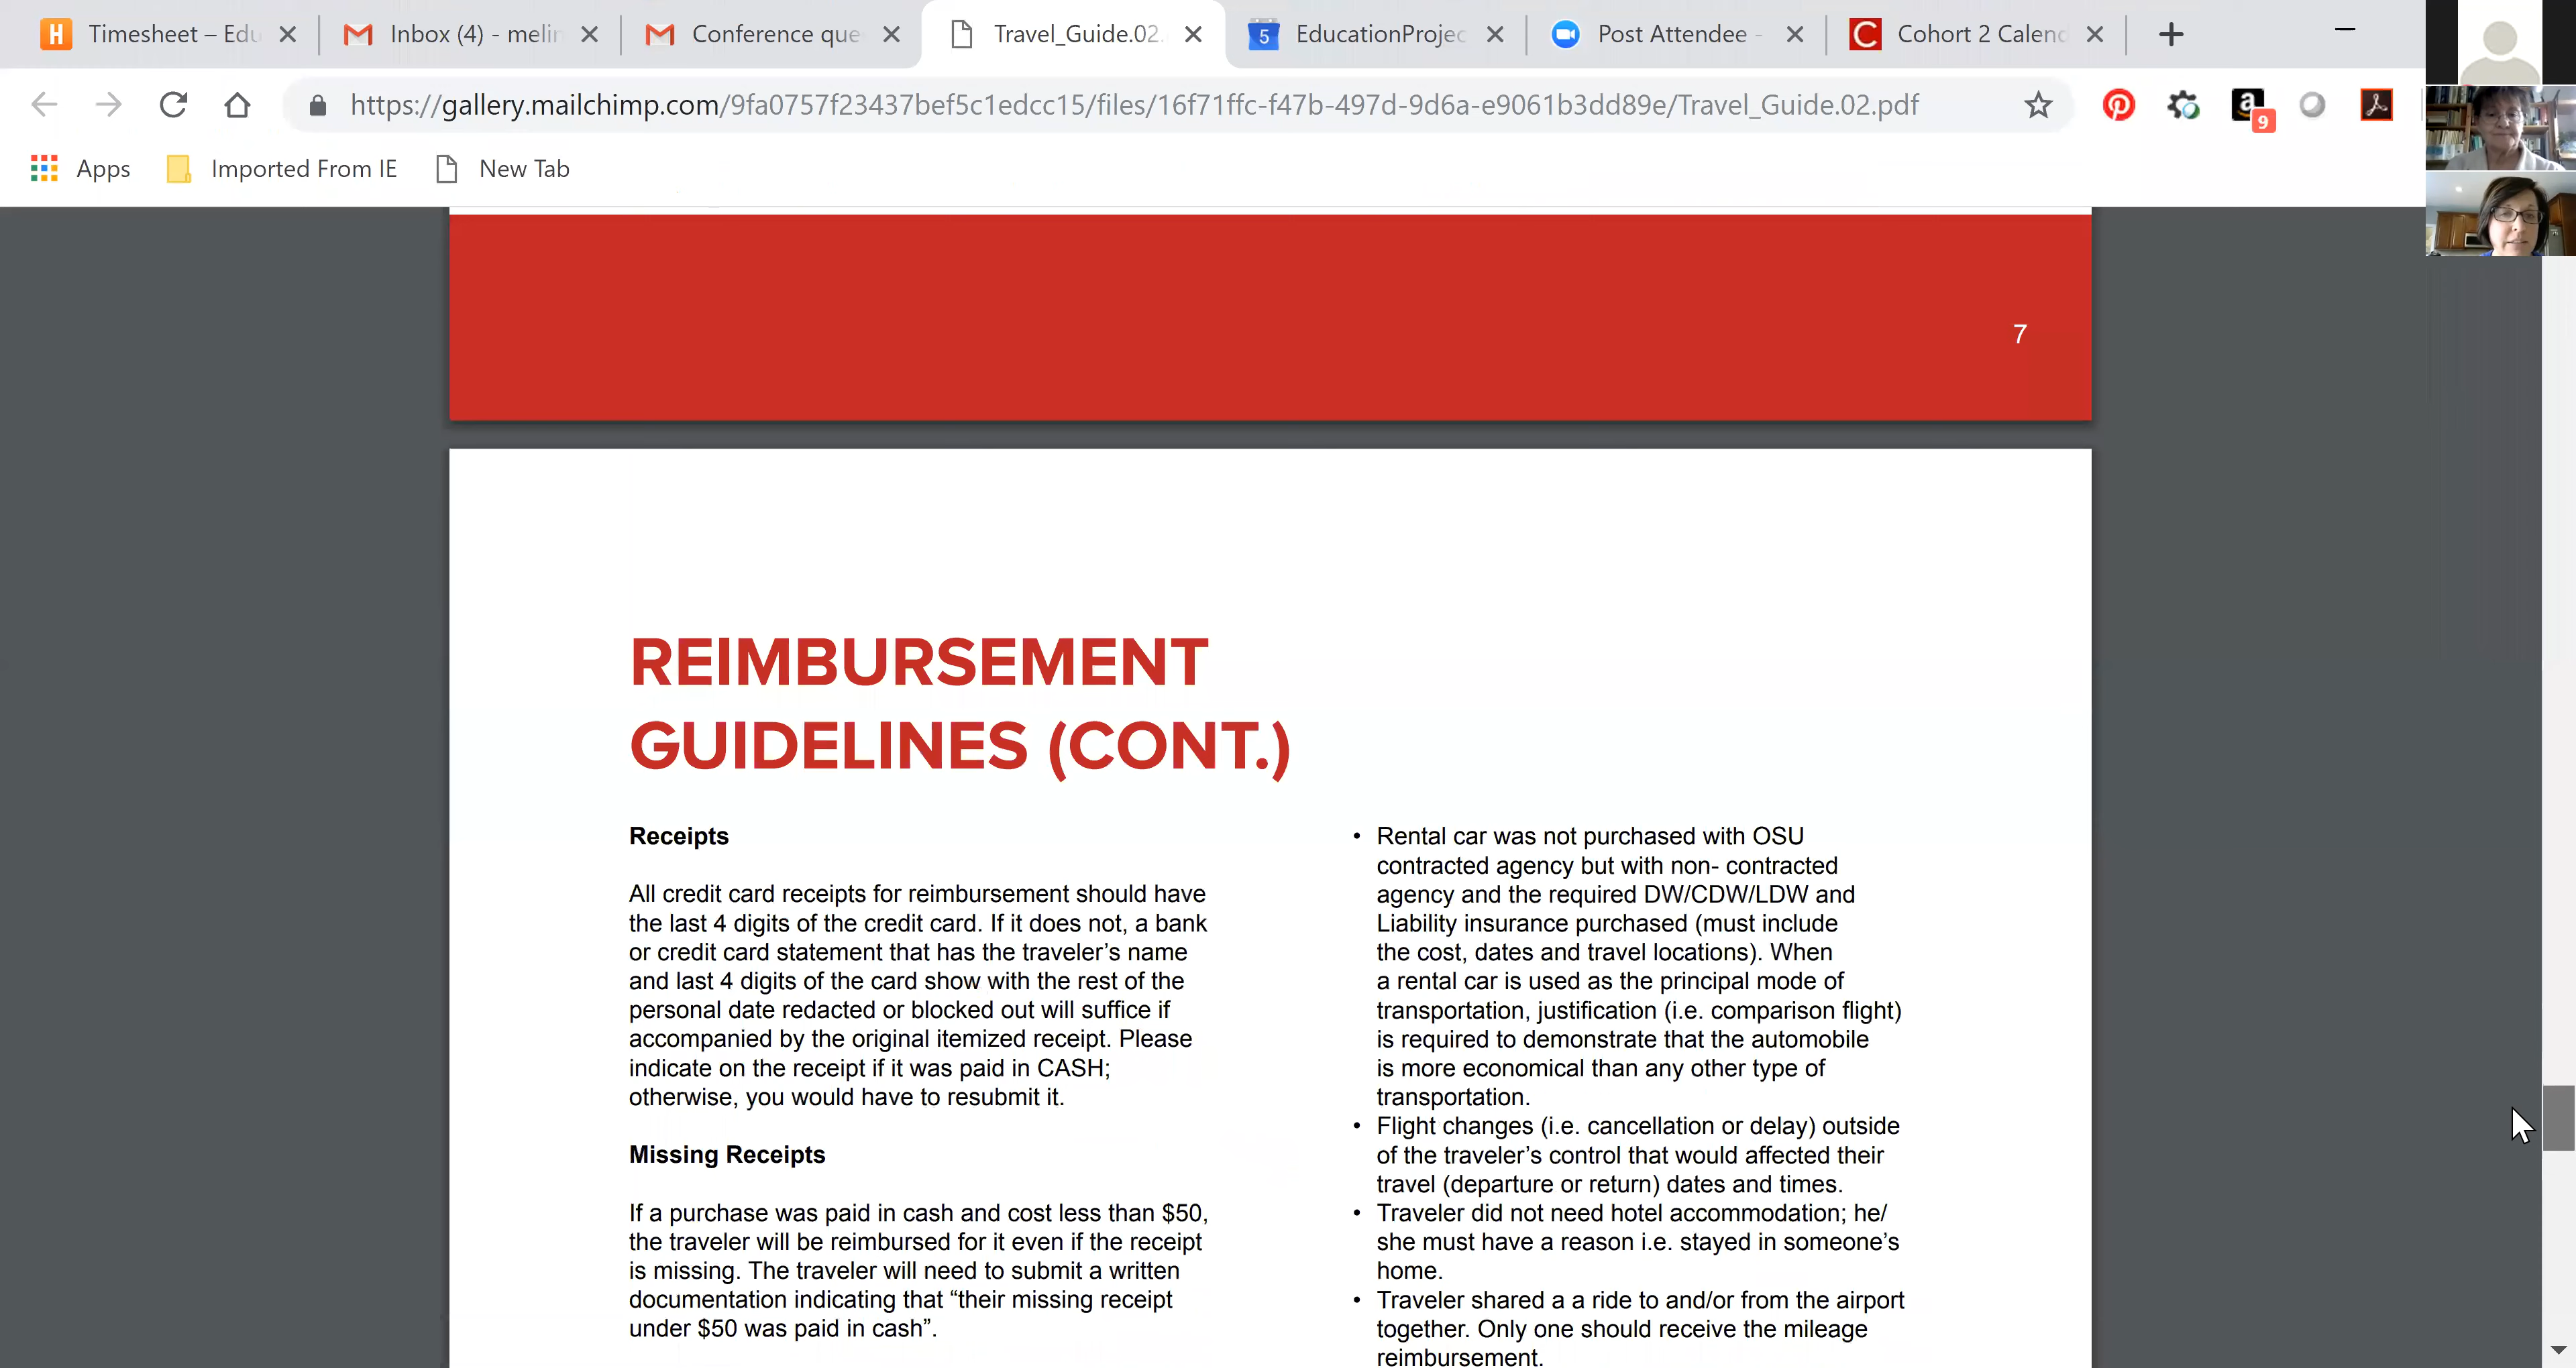 H Timesheet – Edu
Inbox (4) - melin
Conference que
Travel_Guide.02.
5 EducationProjec
Post Attendee -
C Cohort 2 Calend
https://gallery.mailchimp.com/9fa0757f23437bef5c1edcc15/files/16f71ffc-f47b-497d-9d6a-e9061b3dd89e/Travel_Guide.02.pdf
a 9
Apps
Imported From IE
New Tab
7
REIMBURSEMENT
GUIDELINES (CONT.)
Receipts
All credit card receipts for reimbursement should have
the last 4 digits of the credit card. If it does not, a bank
or credit card statement that has the traveler’s name
and last 4 digits of the card show with the rest of the
personal date redacted or blocked out will suffice if
accompanied by the original itemized receipt. Please
indicate on the receipt if it was paid in CASH;
otherwise, you would have to resubmit it.
Missing Receipts
If a purchase was paid in cash and cost less than $50,
the traveler will be reimbursed for it even if the receipt
is missing. The traveler will need to submit a written
documentation indicating that “their missing receipt
under $50 was paid in cash”.
• Rental car was not purchased with OSU
contracted agency but with non- contracted
agency and the required DW/CDW/LDW and
Liability insurance purchased (must include
the cost, dates and travel locations). When
a rental car is used as the principal mode of
transportation, justification (i.e. comparison flight)
is required to demonstrate that the automobile
is more economical than any other type of
transportation.
• Flight changes (i.e. cancellation or delay) outside
of the traveler’s control that would affected their
travel (departure or return) dates and times.
• Traveler did not need hotel accommodation; he/
she must have a reason i.e. stayed in someone’s
home.
• Traveler shared a a ride to and/or from the airport
together. Only one should receive the mileage
reimbursement.